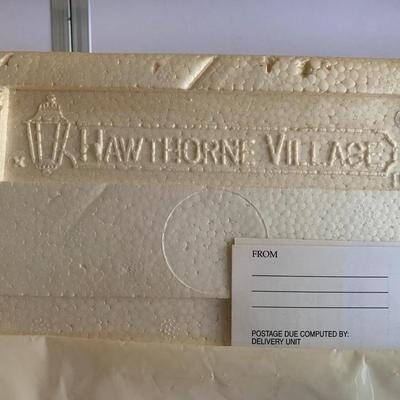 HAWTHORNE VILLAGE
FROM
POSTAGE DUE COMPUTED BY:
DELIVERY UNIT